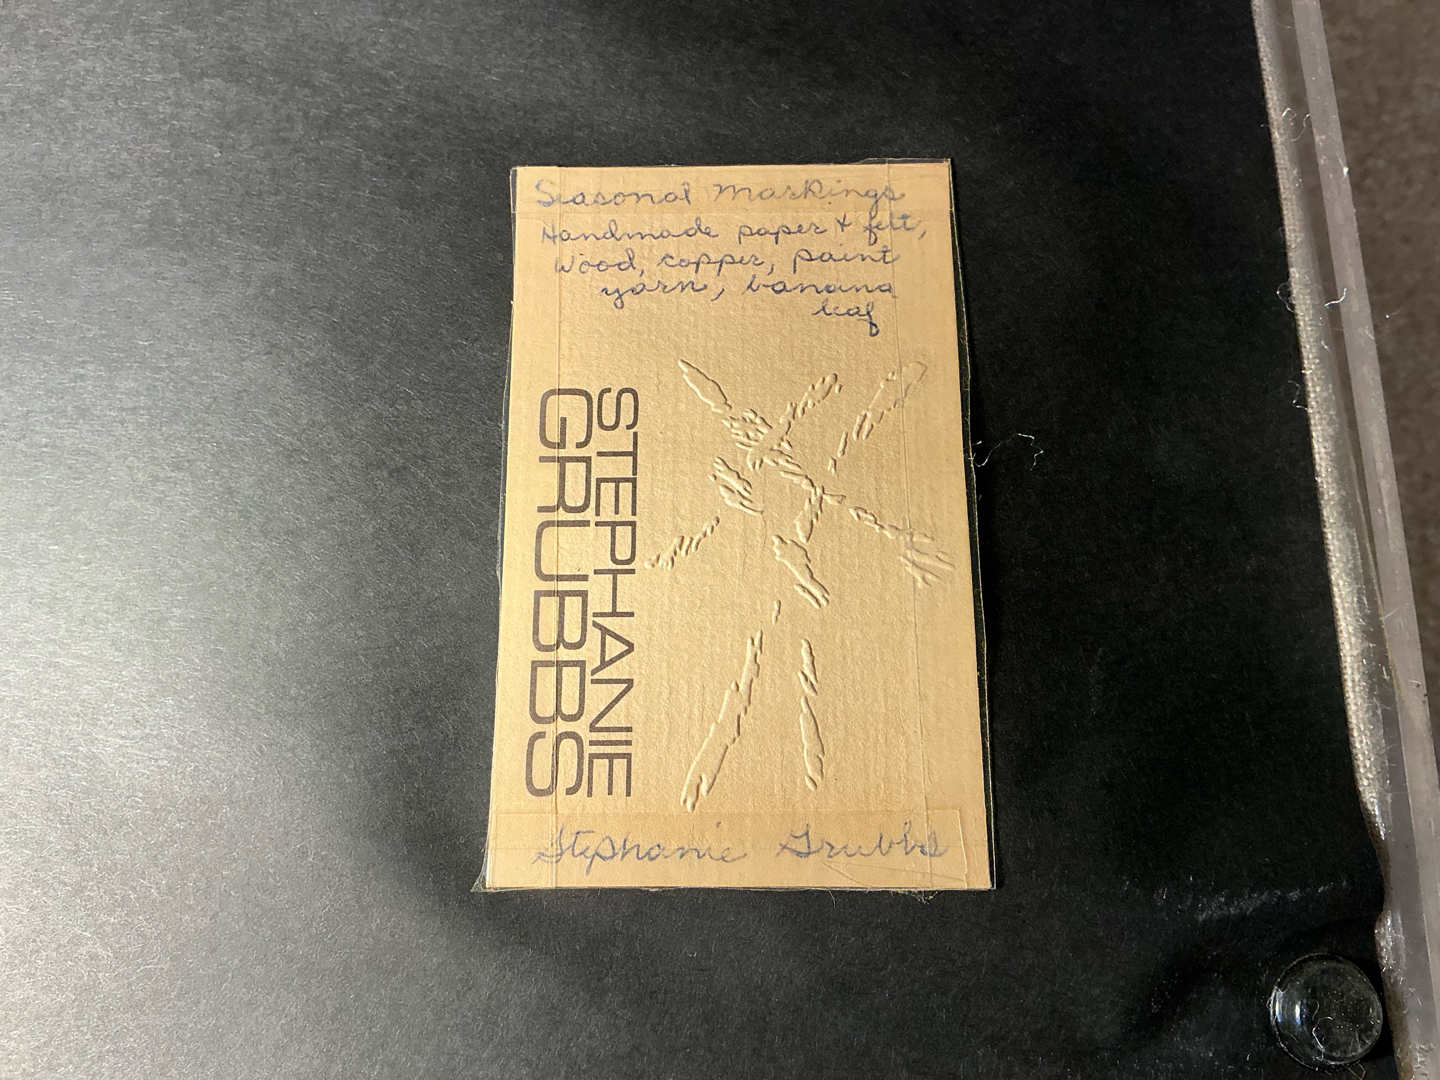 Seasonal Markings
Handmade paper + felt,
Wood, copper, paint
yarn, banana
leaf
STEPHANIE
GRUBBS
Stephanie Grubbs